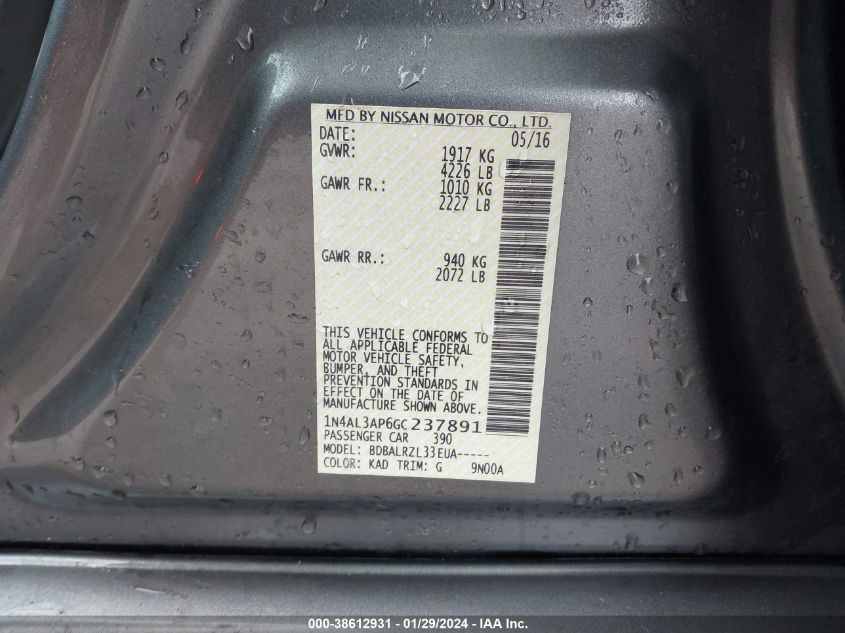 MFD BY NISSAN MOTOR CO., LTD.
DATE: 05/16
GVWR: 1917 KG
4226 LB
GAWR FR.: 1010 KG
2227 LB
GAWR RR.: 940 KG
2072 LB
THIS VEHICLE CONFORMS TO
ALL APPLICABLE FEDERAL
MOTOR VEHICLE SAFETY,
BUMPER, AND THEFT
PREVENTION STANDARDS IN
EFFECT ON THE DATE OF
MANUFACTURE SHOWN ABOVE.
1N4AL3AP6GC237891
PASSENGER CAR 390
MODEL: BDBALRZL33EUA-----
COLOR: KAD TRIM: G 9N00A
000-38612931 - 01/29/2024 - IAA